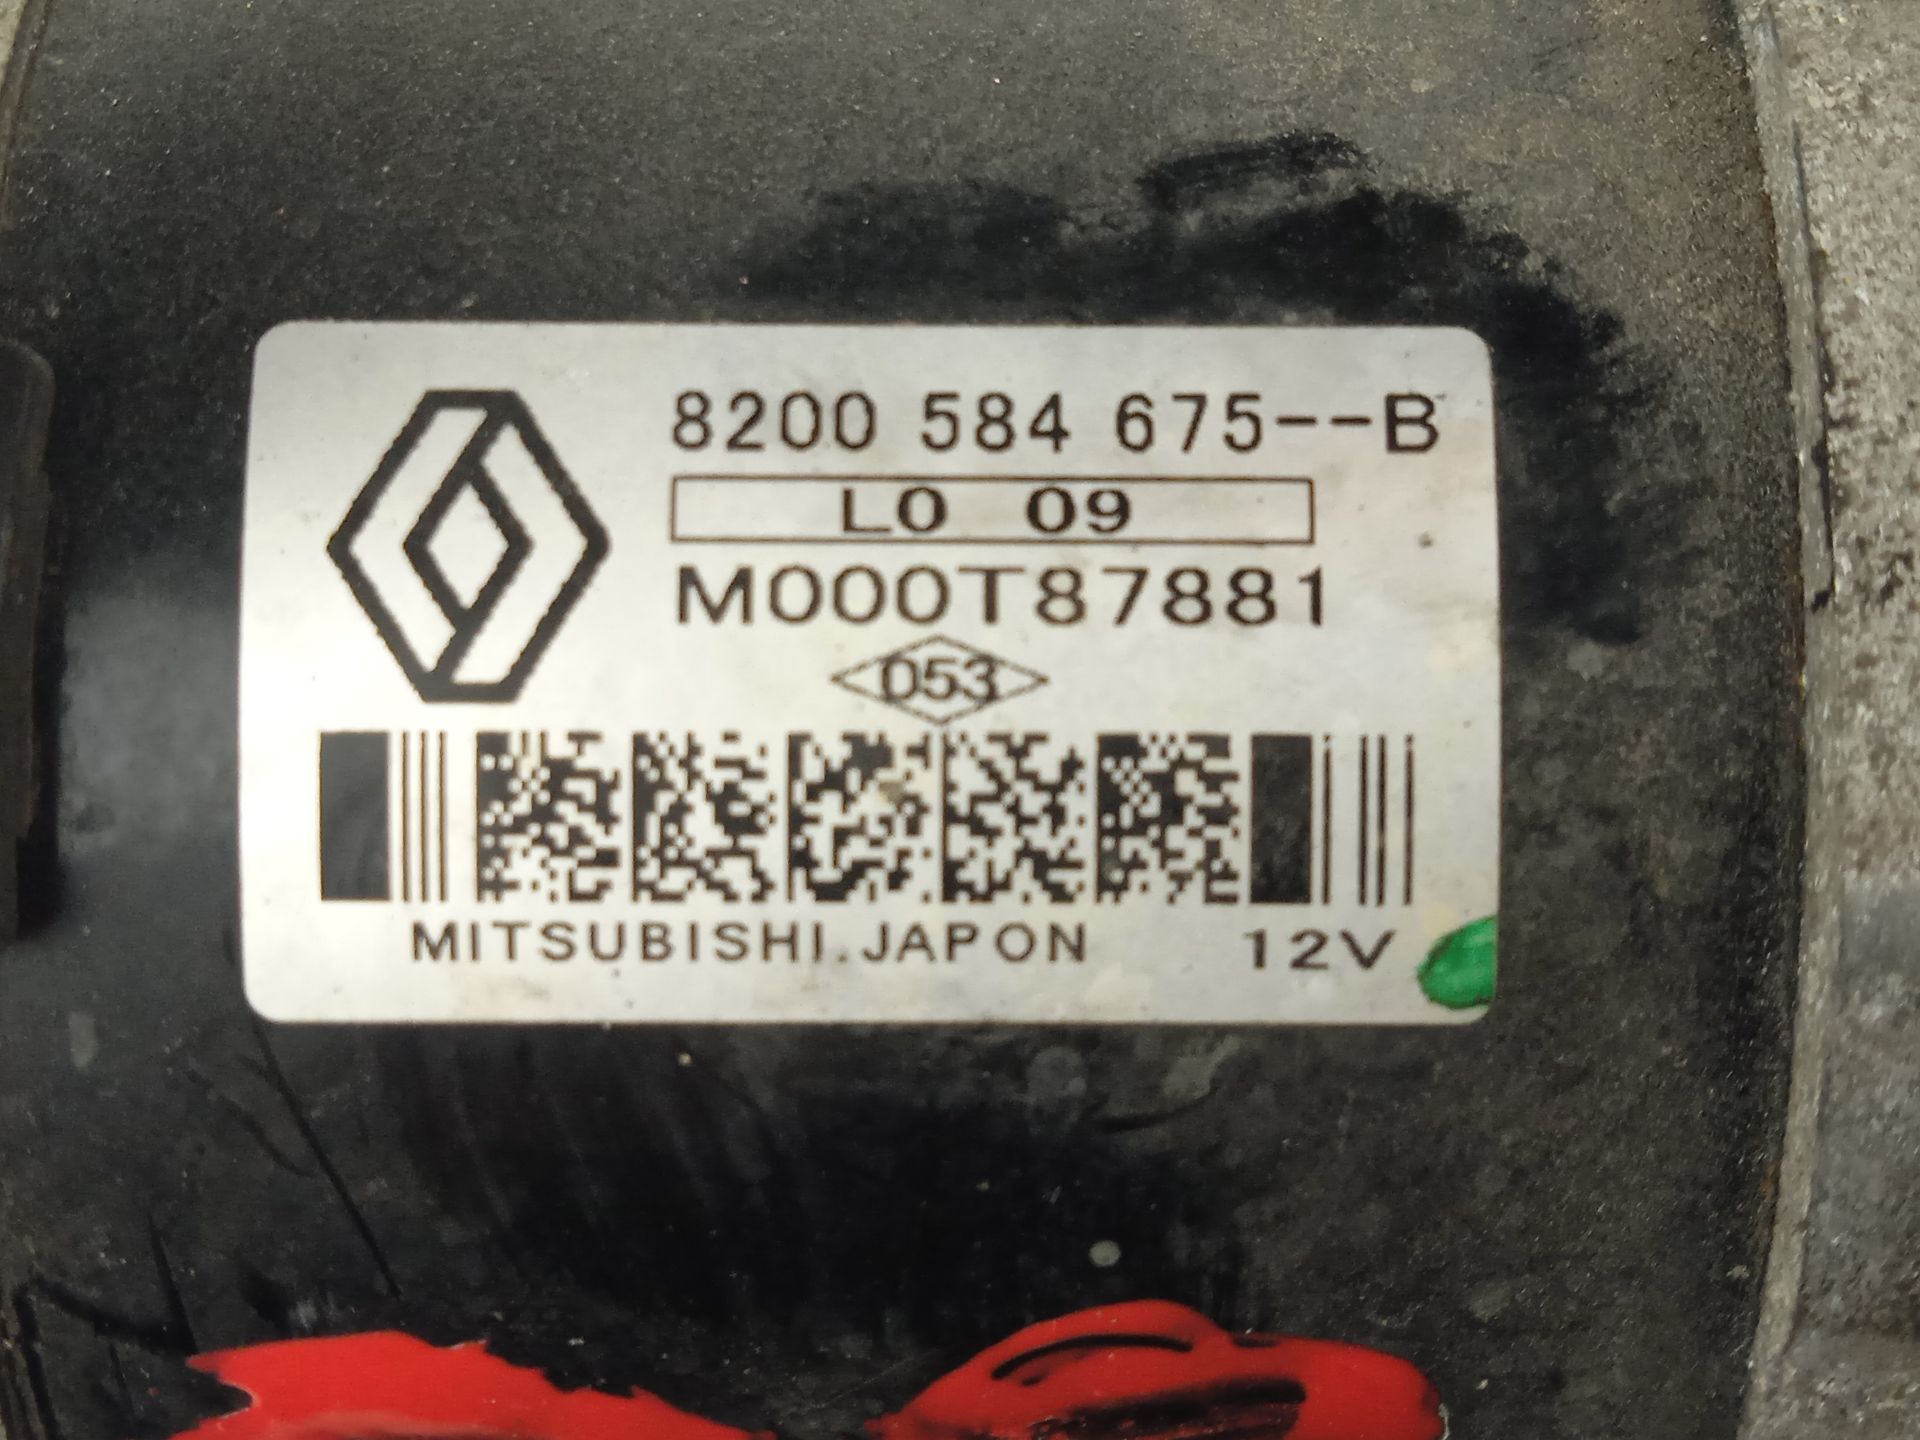 8200 584 675--B
L0 09
M000T87881
053
MITSUBISHI.JAPON 12V